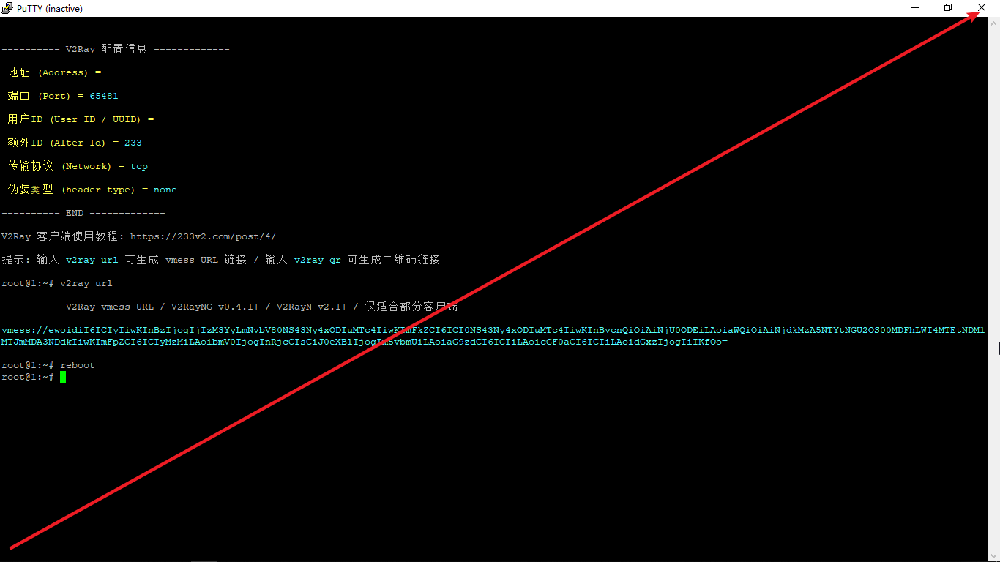 PuTTY (inactive)
---------- V2Ray 配置信息 -------------
地址 (Address) =
端口 (Port) = 65481
用户ID (User ID / UUID) =
额外ID (Alter Id) = 233
传输协议 (Network) = tcp
伪装类型 (header type) = none
---------- END -------------
V2Ray 客户端使用教程: https://233v2.com/post/4/
提示: 输入 v2ray url 可生成 vmess URL 链接 / 输入 v2ray qr 可生成二维码链接
root@1:~# v2ray url
---------- V2Ray vmess URL / V2RayNG v0.4.1+ / V2RayN v2.1+ / 仅适合部分客户端 -------------
vmess://ewoidiI6ICIyIiwKInBzIjogIjIzM3YyLmNvbV80NS43Ny4xODIuMTc4IiwKImFkZCI6ICI0NS43Ny4xODIuMTc4IiwKInBvcnQiOiAiNjU0ODEiLAoiaWQiOiAiNjdkMzA5NTYtNGU2OS00MDFhLWI4MTEtNDM1
MTJmMDA3NDdkIiwKImFpZCI6ICIyMzMiLAoibmV0IjogInRjcCIsCiJ0eXBlIjogIm5vbmUiLAoiaG9zdCI6ICIiLAoicGF0aCI6ICIiLAoidGxzIjogIiIKfQo=
root@1:~# reboot
root@1:~#